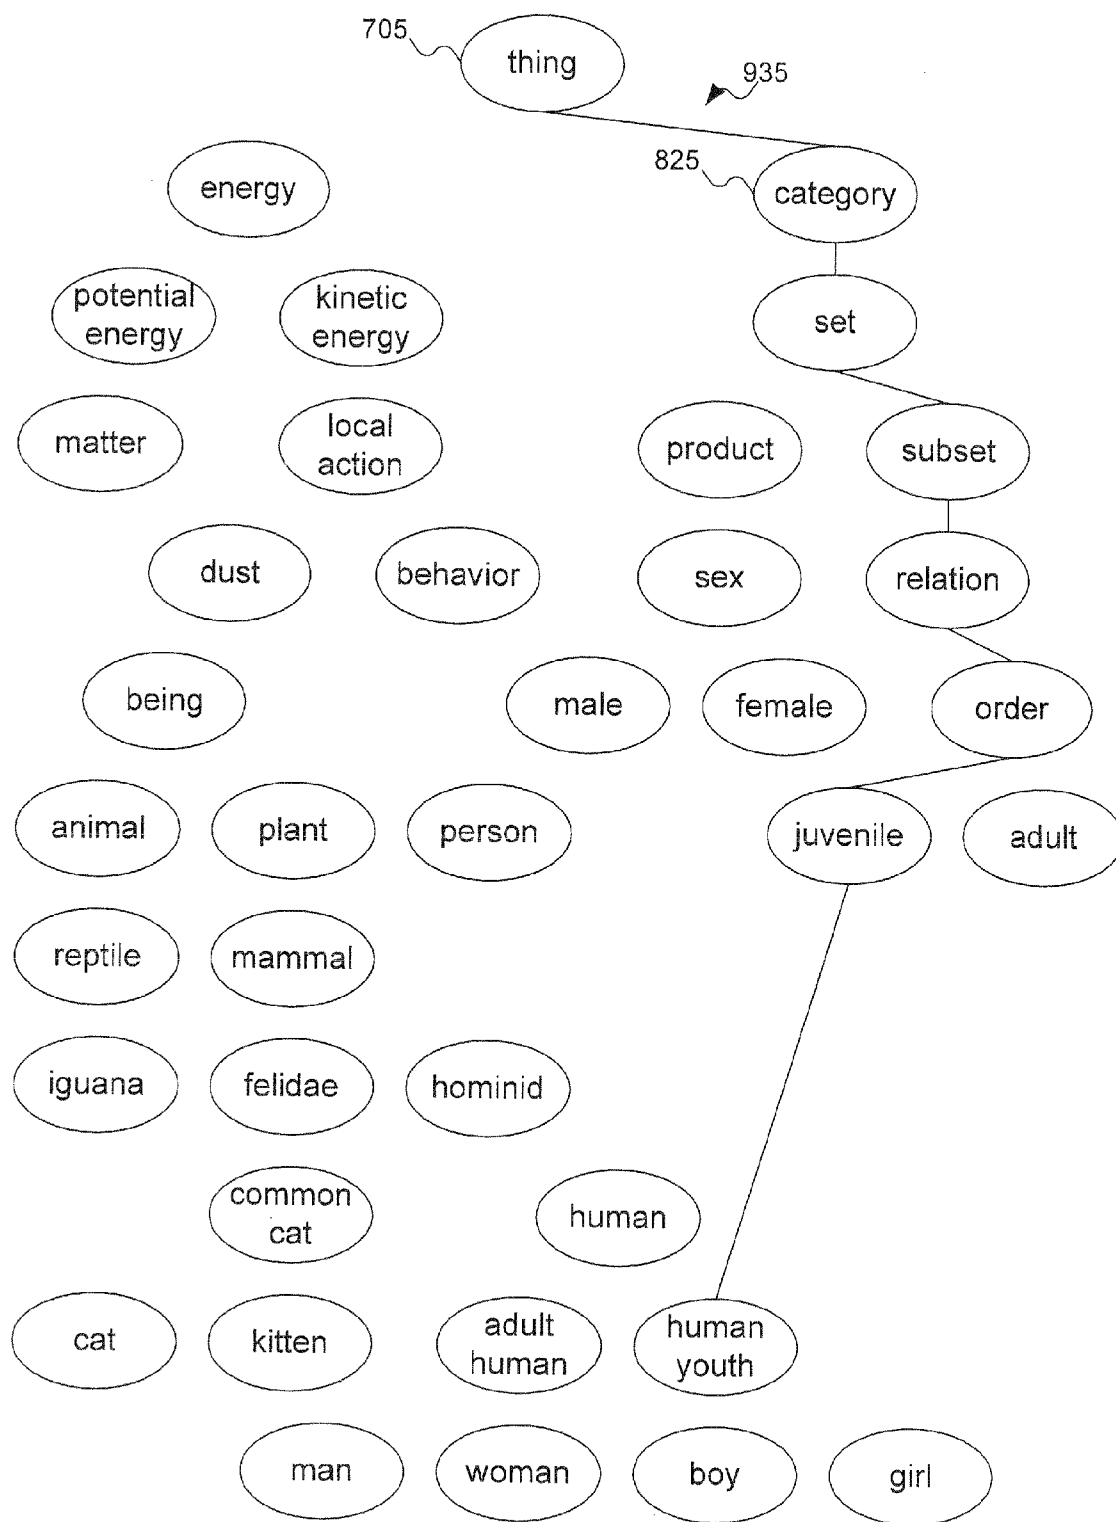 705
thing
935
825
category
energy
potential
energy
kinetic
energy
set
matter
local
action
product
subset
dust
behavior
sex
relation
being
male
female
order
animal
plant
person
juvenile
adult
reptile
mammal
iguana
felidae
hominid
common
cat
human
cat
kitten
adult
human
human
youth
man
woman
boy
girl